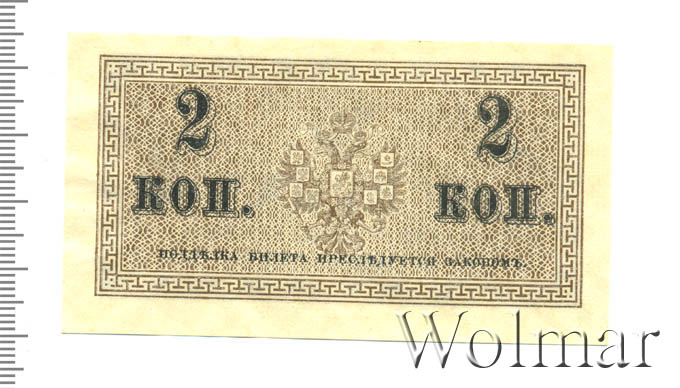 2 2
КОП. КОП.
ПОДДѢЛКА БИЛЕТА ПРЕСЛѢДУЕТСЯ ЗАКОНОМЪ.
Wolmar